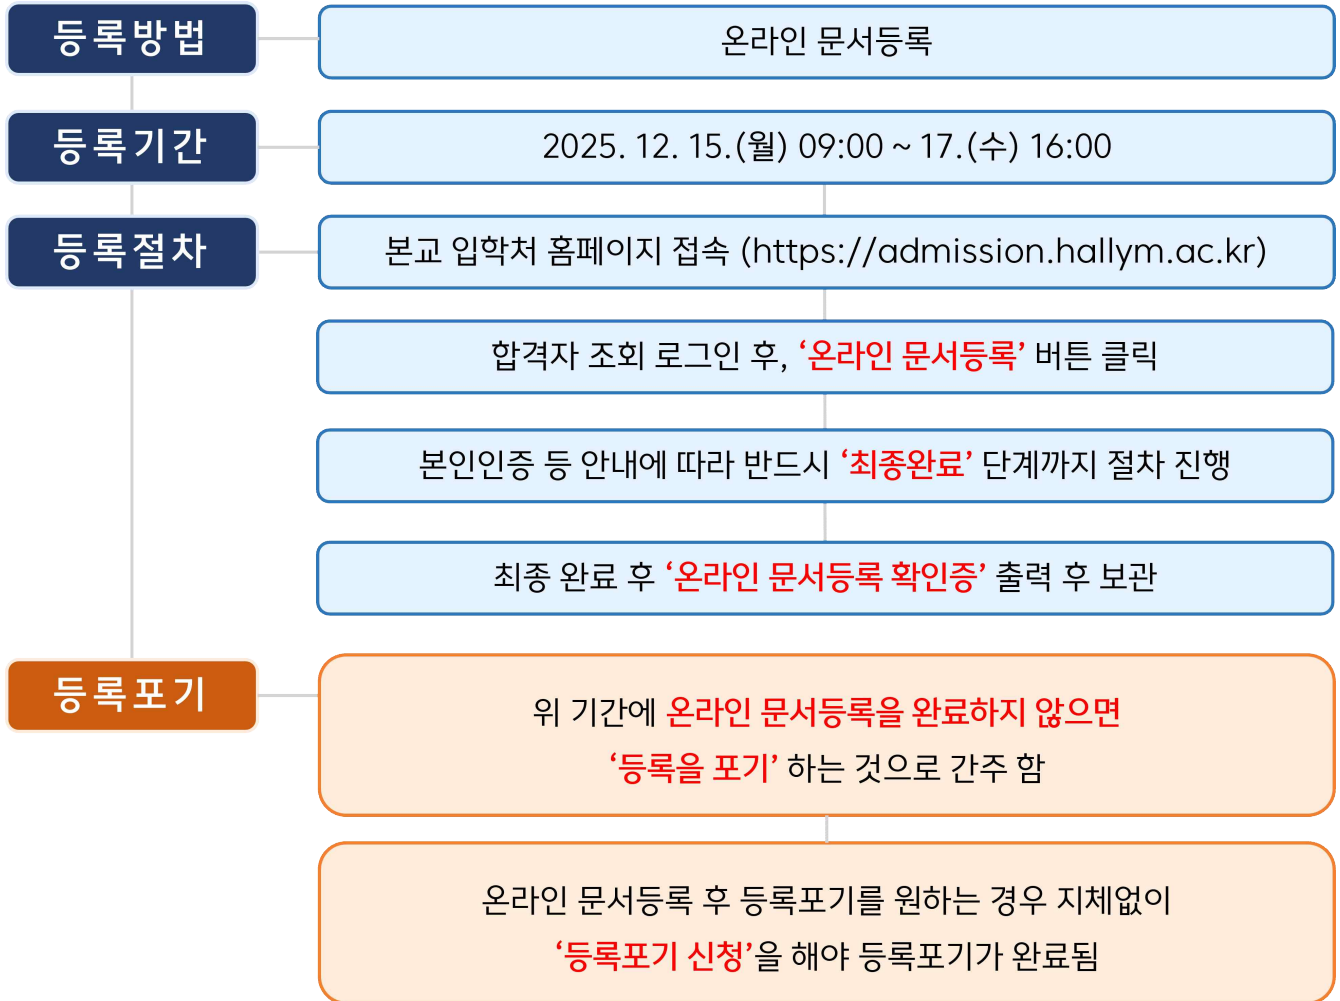 등록방법
온라인 문서등록
등록기간
2025. 12. 15.(월) 09:00 ~ 17.(수) 16:00
등록절차
본교 입학처 홈페이지 접속 (https://admission.hallym.ac.kr)
합격자 조회 로그인 후, ‘온라인 문서등록’ 버튼 클릭
본인인증 등 안내에 따라 반드시 ‘최종완료’ 단계까지 절차 진행
최종 완료 후 ‘온라인 문서등록 확인증’ 출력 후 보관
등록포기
위 기간에 온라인 문서등록을 완료하지 않으면
‘등록을 포기’ 하는 것으로 간주 함
온라인 문서등록 후 등록포기를 원하는 경우 지체없이
‘등록포기 신청’을 해야 등록포기가 완료됨